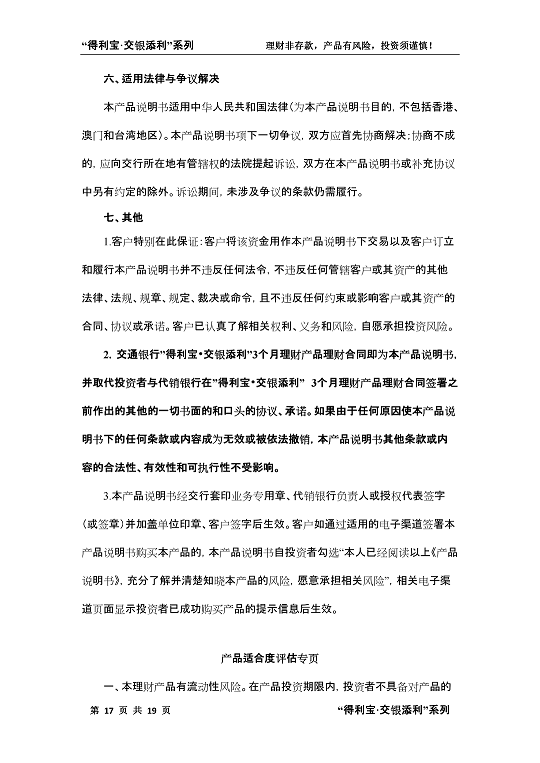 “得利宝·交银添利”系列 理财非存款，产品有风险，投资须谨慎！
六、适用法律与争议解决
本产品说明书适用中华人民共和国法律（为本产品说明书目的，不包括香港、
澳门和台湾地区）。本产品说明书项下一切争议，双方应首先协商解决；协商不成
的，应向交行所在地有管辖权的法院提起诉讼，双方在本产品说明书或补充协议
中另有约定的除外。诉讼期间，未涉及争议的条款仍需履行。
七、其他
1.客户特别在此保证：客户将该资金用作本产品说明书下交易以及客户订立
和履行本产品说明书并不违反任何法令，不违反任何管辖客户或其资产的其他
法律、法规、规章、规定、裁决或命令，且不违反任何约束或影响客户或其资产的
合同、协议或承诺。客户已认真了解相关权利、义务和风险，自愿承担投资风险。
2. 交通银行”得利宝•交银添利”3个月理财产品理财合同即为本产品说明书，
并取代投资者与代销银行在”得利宝•交银添利” 3个月理财产品理财合同签署之
前作出的其他的一切书面的和口头的协议、承诺。如果由于任何原因使本产品说
明书下的任何条款或内容成为无效或被依法撤销，本产品说明书其他条款或内
容的合法性、有效性和可执行性不受影响。
3.本产品说明书经交行套印业务专用章、代销银行负责人或授权代表签字
（或签章）并加盖单位印章、客户签字后生效。客户如通过适用的电子渠道签署本
产品说明书购买本产品的，本产品说明书自投资者勾选“本人已经阅读以上《产品
说明书》，充分了解并清楚知晓本产品的风险，愿意承担相关风险”，相关电子渠
道页面显示投资者已成功购买产品的提示信息后生效。
产品适合度评估专页
一、本理财产品有流动性风险。在产品投资期限内，投资者不具备对产品的
第 17 页 共 19 页 “得利宝·交银添利”系列